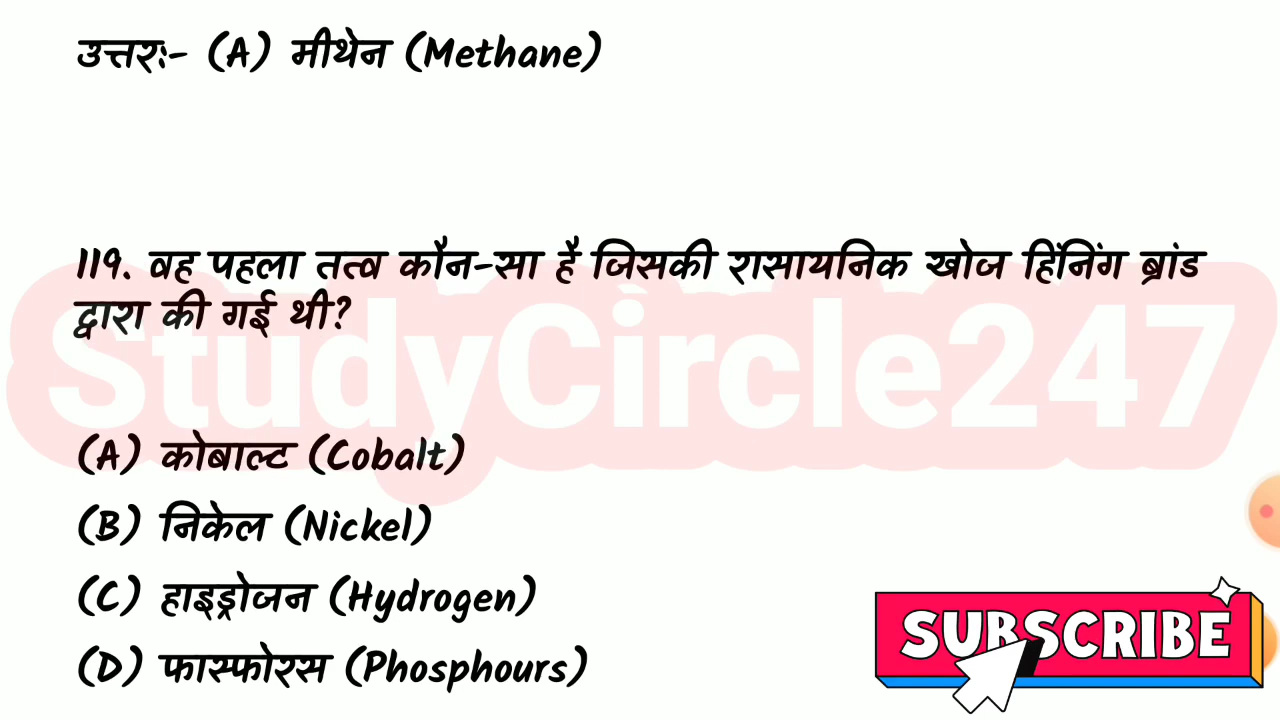 उत्तरः- (A) मीथेन (Methane)
119. वह पहला तत्व कौन-सा है जिसकी रासायनिक खोज हिंनिंग ब्रांड
द्वारा की गई थी?
StudyCircle247
(A) कोबाल्ट (Cobalt)
(B) निकेल (Nickel)
(C) हाइड्रोजन (Hydrogen)
(D) फास्फोरस (Phosphours)
SUBSCRIBE